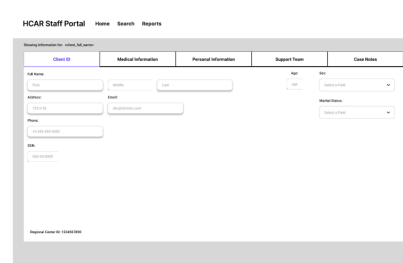 HCAR Staff Portal Home Search Reports
Showing information for: <client_full_name>
Client ID Medical Information Personal Information Support Team Case Notes
Full Name: Age: Sex:
First Middle Last Select a Field
Address: Email: Marital Status:
Select a Field
Phone:
SSN:
Regional Center ID: 1234567890